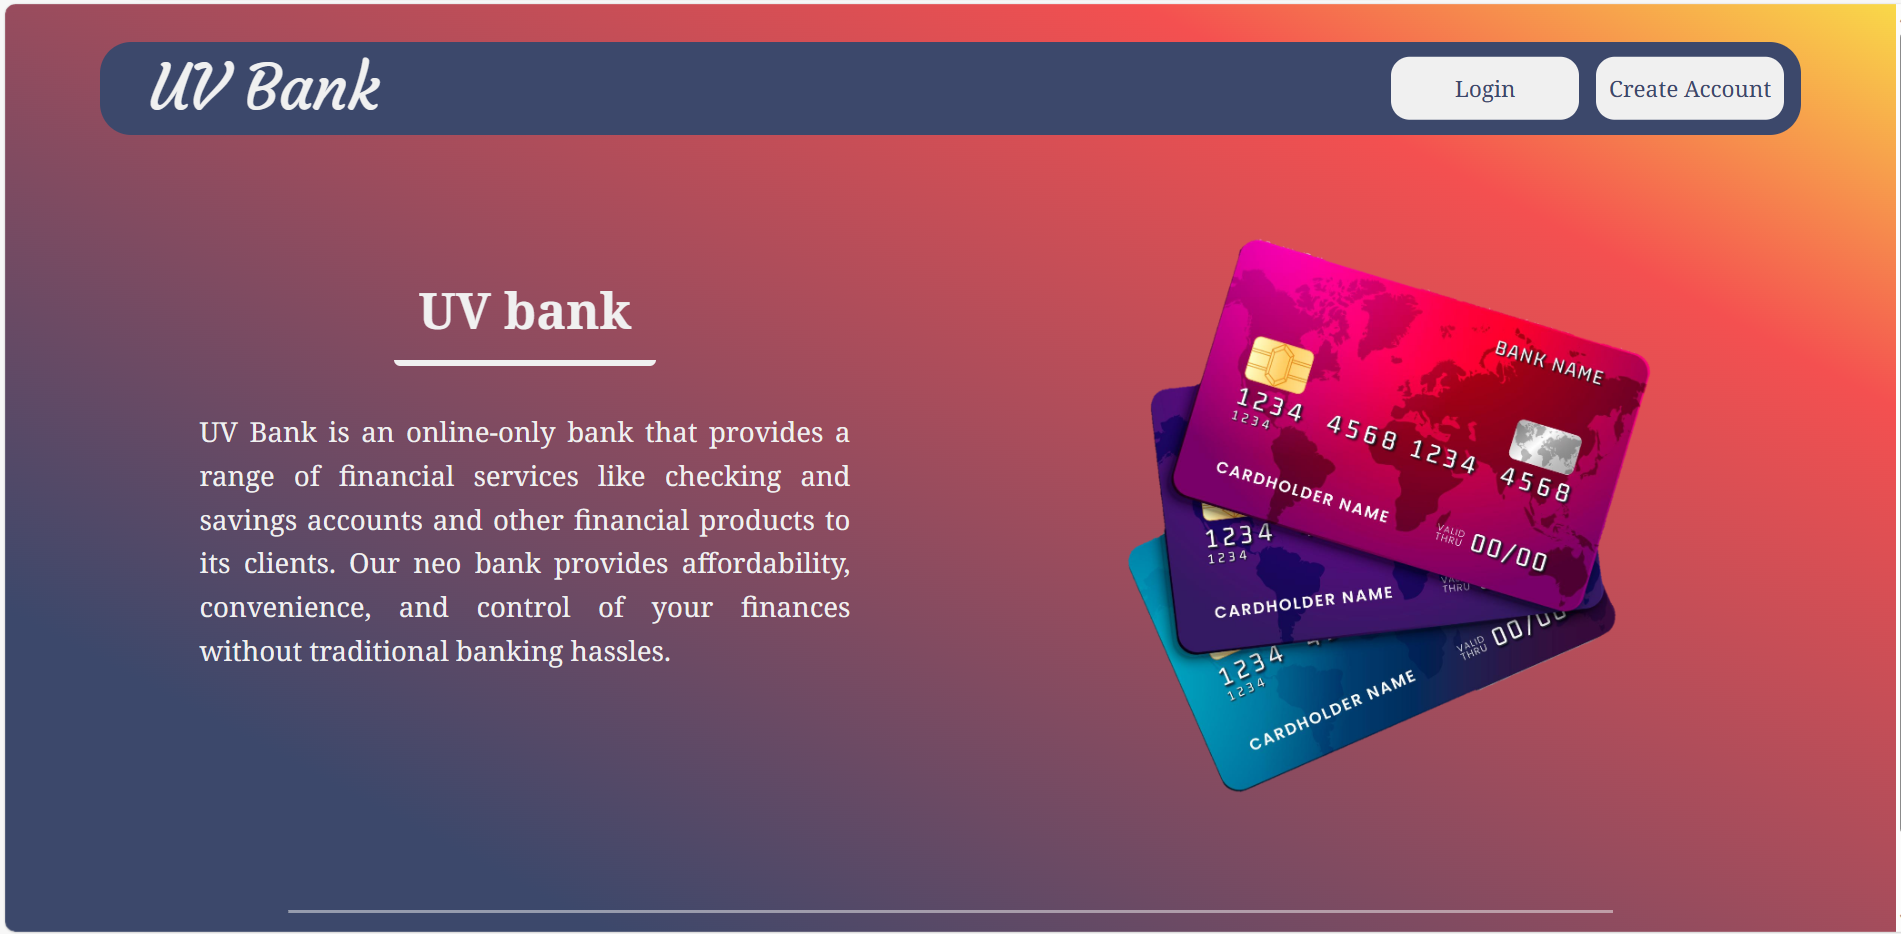 UV Bank
Login
Create Account
UV bank
UV Bank is an online-only bank that provides a
range of financial services like checking and
savings accounts and other financial products to
its clients. Our neo bank provides affordability,
convenience, and control of your finances
without traditional banking hassles.
BANK NAME
1234 4568 1234 4568
1234
CARDHOLDER NAME
VALID
THRU 00/00
1234
1234
CARDHOLDER NAME
THRU
1234
1234
VALID
THRU 00/00
CARDHOLDER NAME